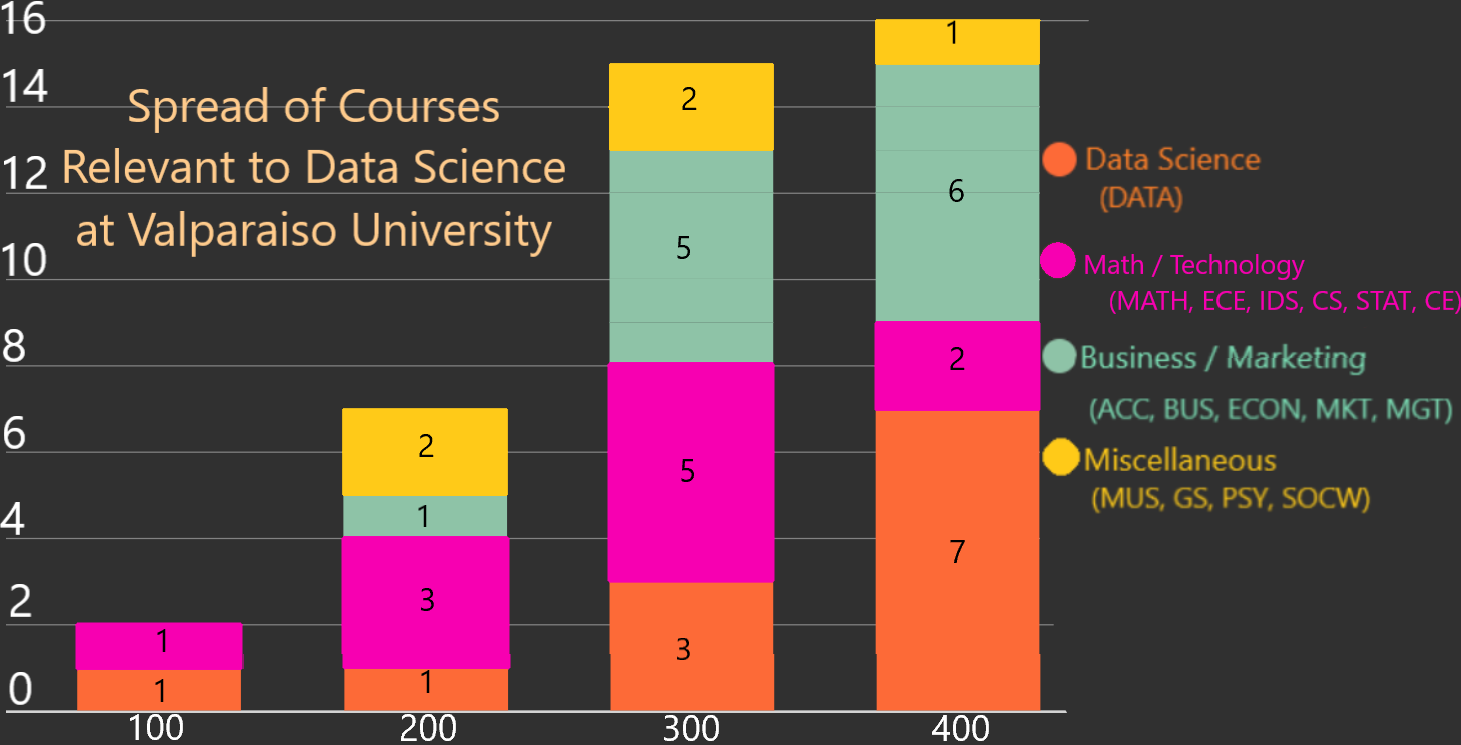 16
14
12
10
8
6
4
2
0
Spread of Courses
Relevant to Data Science
at Valparaiso University
1
1
2
1
3
1
2
5
5
3
1
6
2
7
100 200 300 400
Data Science
(DATA)
Math / Technology
(MATH, ECE, IDS, CS, STAT, CE)
Business / Marketing
(ACC, BUS, ECON, MKT, MGT)
Miscellaneous
(MUS, GS, PSY, SOCW)